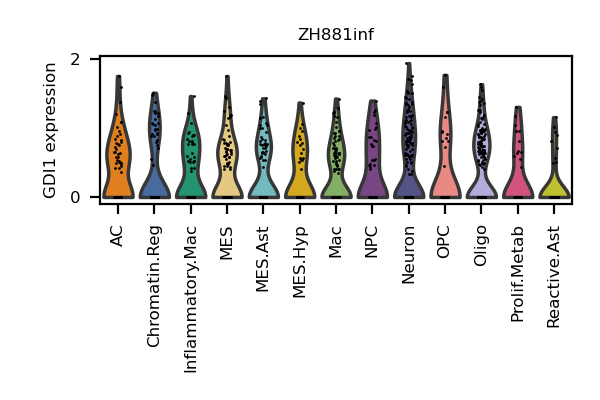 ZH881inf
GDI1 expression
2
0
AC
Chromatin.Reg
Inflammatory.Mac
MES
MES.Ast
MES.Hyp
Mac
NPC
Neuron
OPC
Oligo
Prolif.Metab
Reactive.Ast